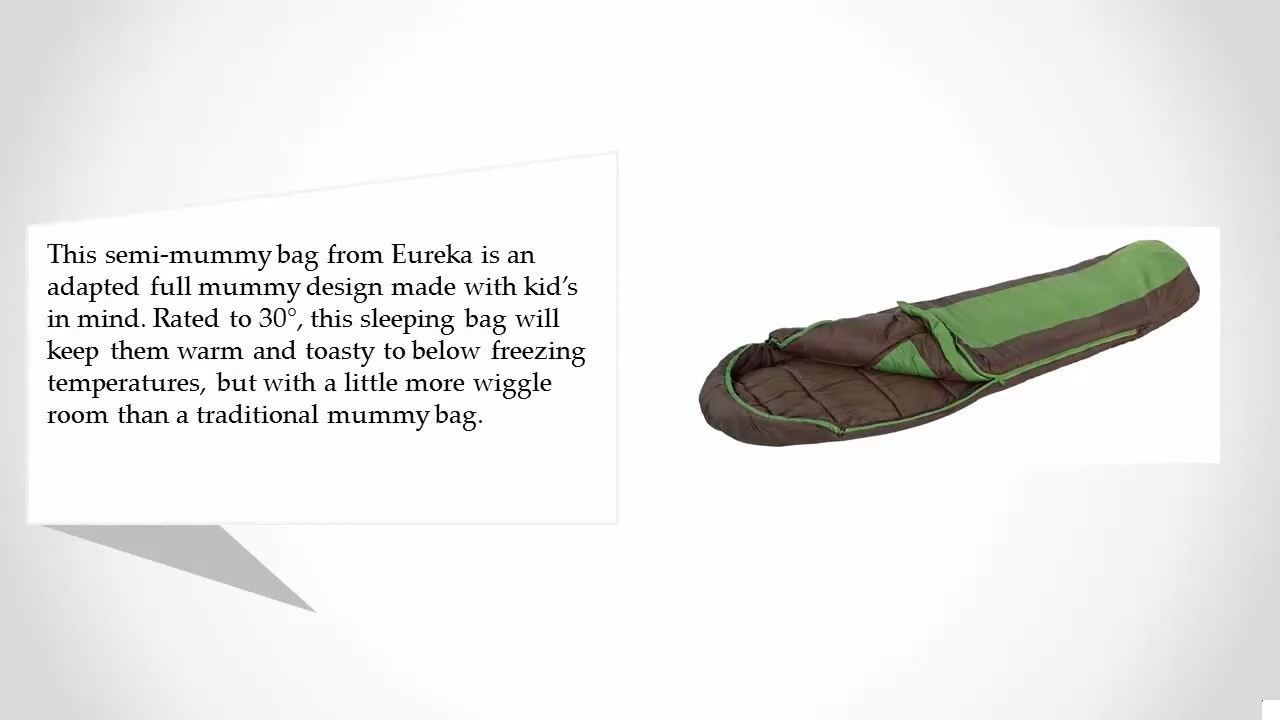 This semi-mummy bag from Eureka is an
adapted full mummy design made with kid’s
in mind. Rated to 30°, this sleeping bag will
keep them warm and toasty to below freezing
temperatures, but with a little more wiggle
room than a traditional mummy bag.